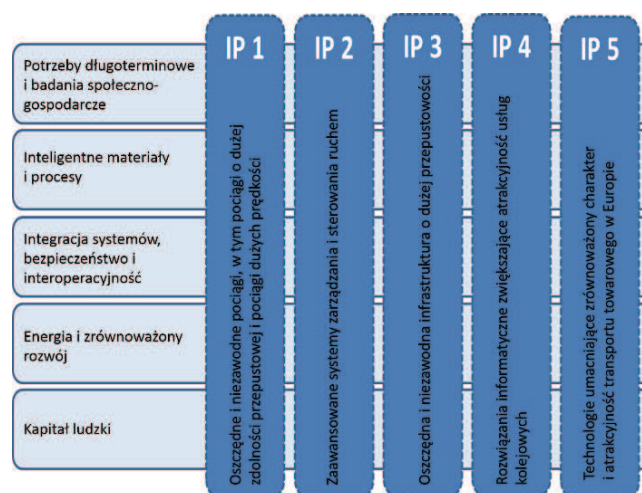 Potrzeby długoterminowe
i badania społeczno-
gospodarcze
Inteligentne materiały
i procesy
Integracja systemów,
bezpieczeństwo i
interoperacyjność
Energia i zrównoważony
rozwój
Kapitał ludzki
IP 1
Oszczędne i niezawodne pociągi, w tym pociągi o dużej
zdolności przepustowej i pociągi dużych prędkości
IP 2
Zaawansowane systemy zarządzania i sterowania ruchem
IP 3
Oszczędna i niezawodna infrastruktura o dużej przepustowości
IP 4
Rozwiązania informatyczne zwiększające atrakcyjność usług
kolejowych
IP 5
Technologie umacniające zrównoważony charakter
i atrakcyjność transportu towarowego w Europie